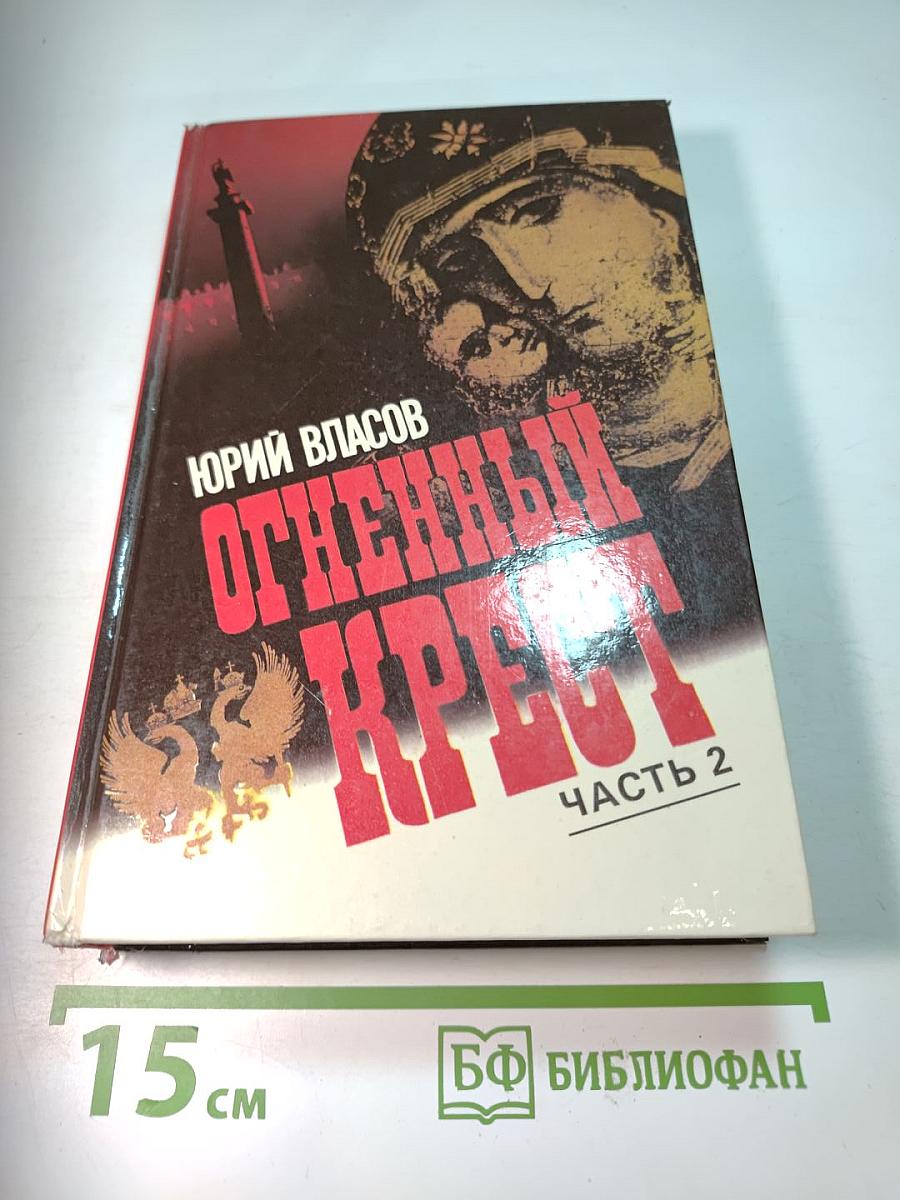 ЮРИЙ ВЛАСОВ
ОГНЕННЫЙ
КРЕСТ
ЧАСТЬ 2
15 см
БФ БИБЛИОФАН